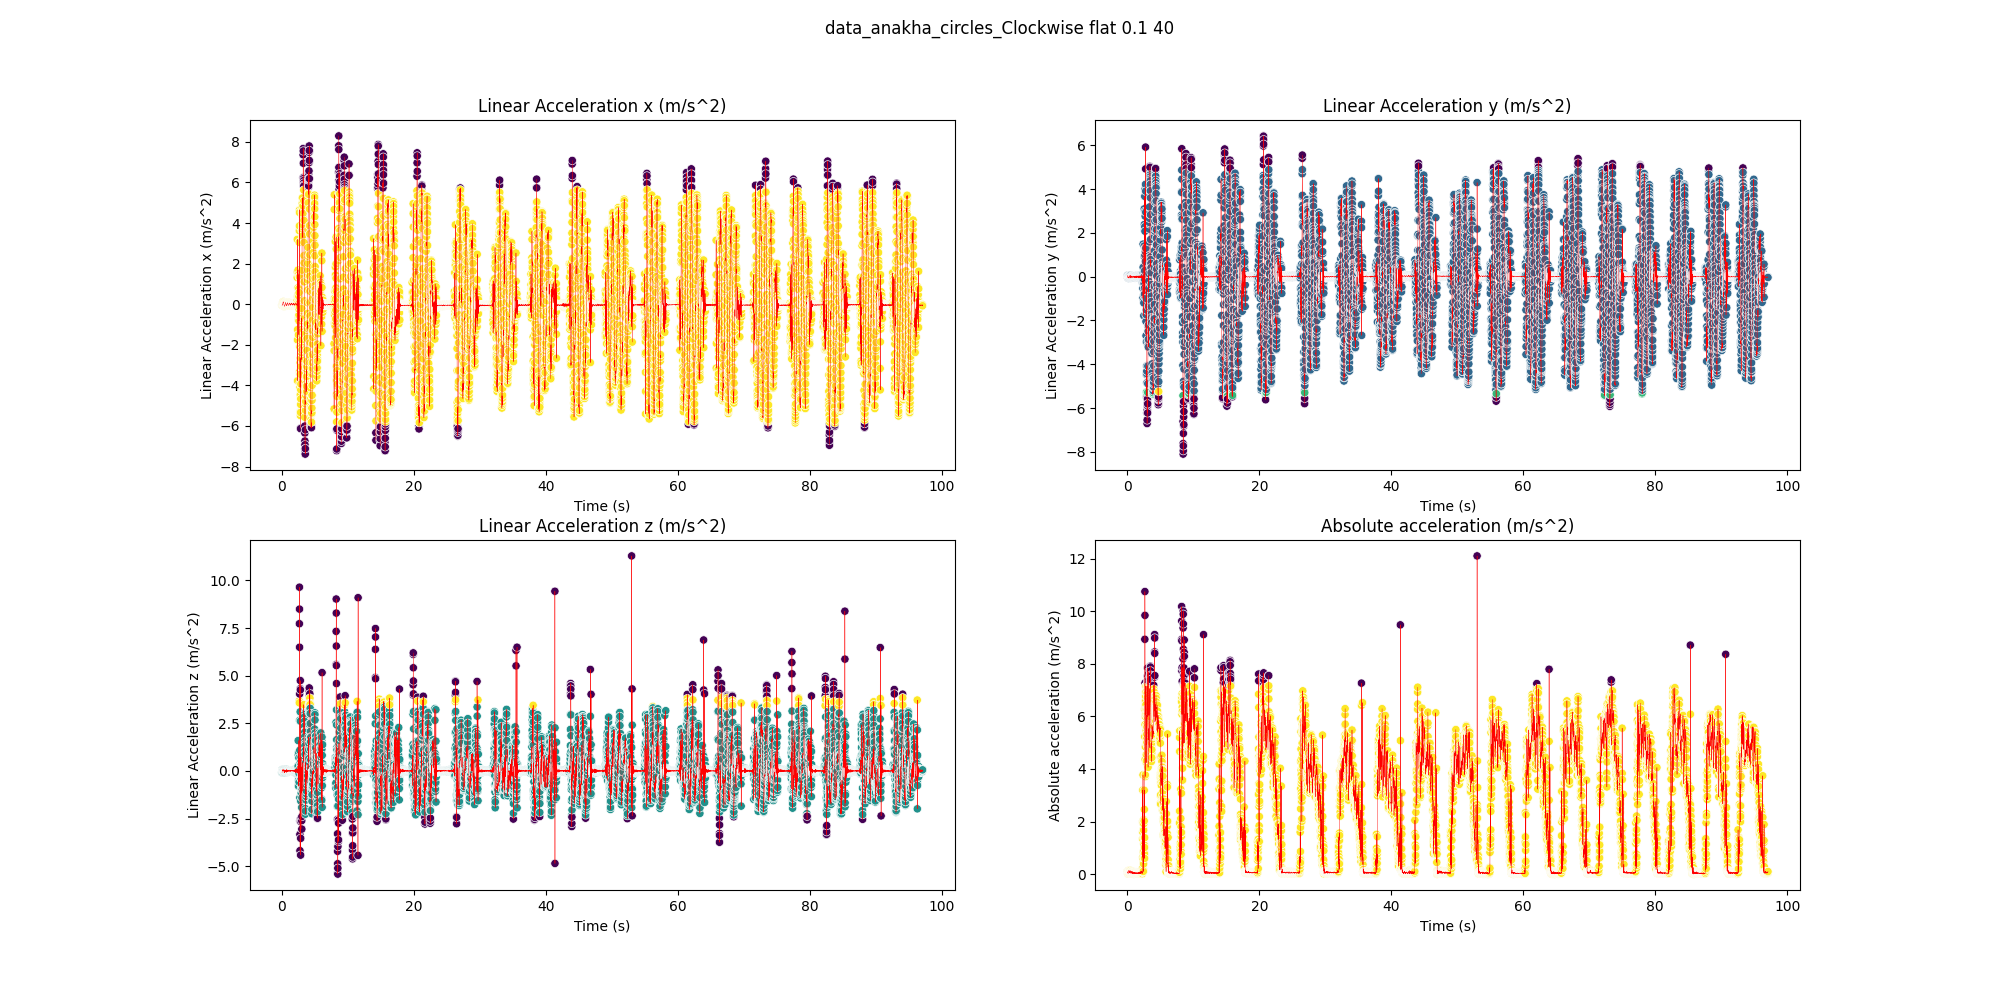 data_anakha_circles_Clockwise flat 0.1 40
Linear Acceleration x (m/s^2)
Linear Acceleration x (m/s^2)
8
6
4
2
0
−2
−4
−6
−8
0 20 40 60 80 100
Time (s)
Linear Acceleration y (m/s^2)
Linear Acceleration y (m/s^2)
6
4
2
0
−2
−4
−6
−8
0 20 40 60 80 100
Time (s)
Linear Acceleration z (m/s^2)
Linear Acceleration z (m/s^2)
10.0
7.5
5.0
2.5
0.0
−2.5
−5.0
0 20 40 60 80 100
Time (s)
Absolute acceleration (m/s^2)
Absolute acceleration (m/s^2)
12
10
8
6
4
2
0
0 20 40 60 80 100
Time (s)